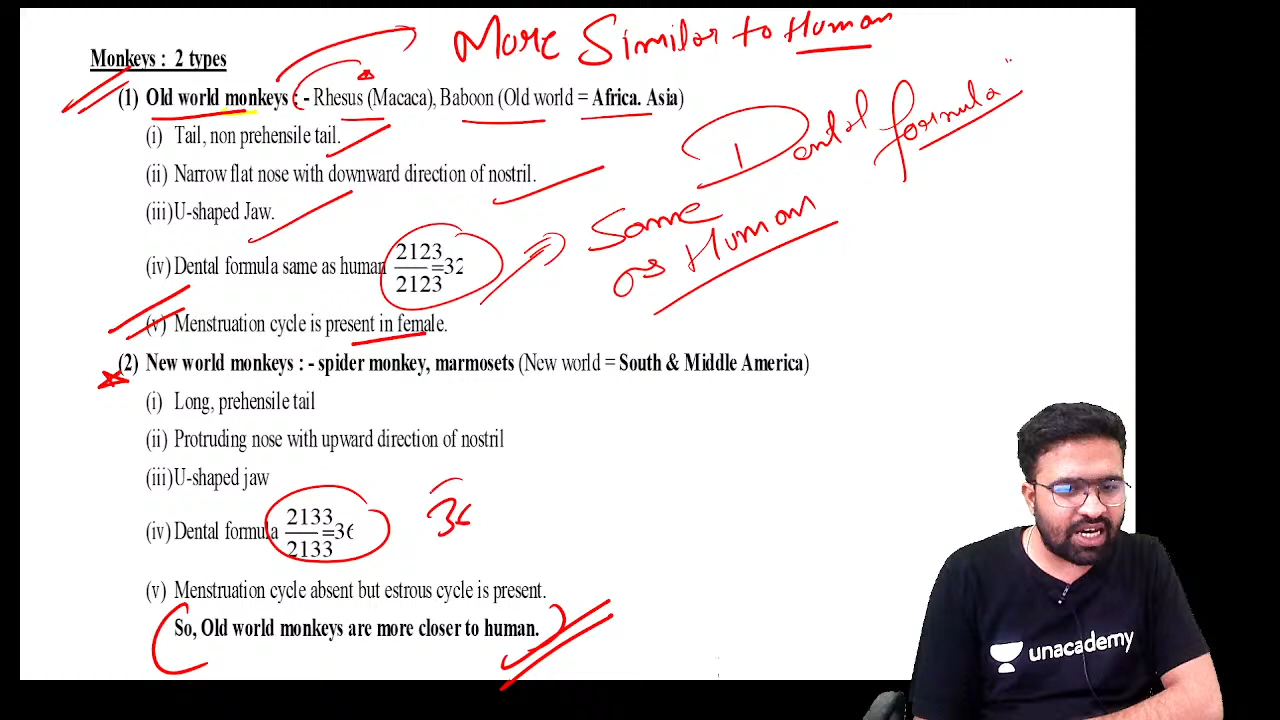 More Similar to Human
Monkeys : 2 types
(1) Old world monkeys : - Rhesus (Macaca), Baboon (Old world = Africa. Asia)
(i) Tail, non prehensile tail.
Dental formula
(ii) Narrow flat nose with downward direction of nostril.
(iii) U-shaped Jaw.
Same as Human
(iv) Dental formula same as human 2123/2123 =32
(v) Menstruation cycle is present in female.
(2) New world monkeys : - spider monkey, marmosets (New world = South & Middle America)
(i) Long, prehensile tail
(ii) Protruding nose with upward direction of nostril
(iii) U-shaped jaw
(iv) Dental formula 2133/2133 =36
36
(v) Menstruation cycle absent but estrous cycle is present.
So, Old world monkeys are more closer to human.
unacademy